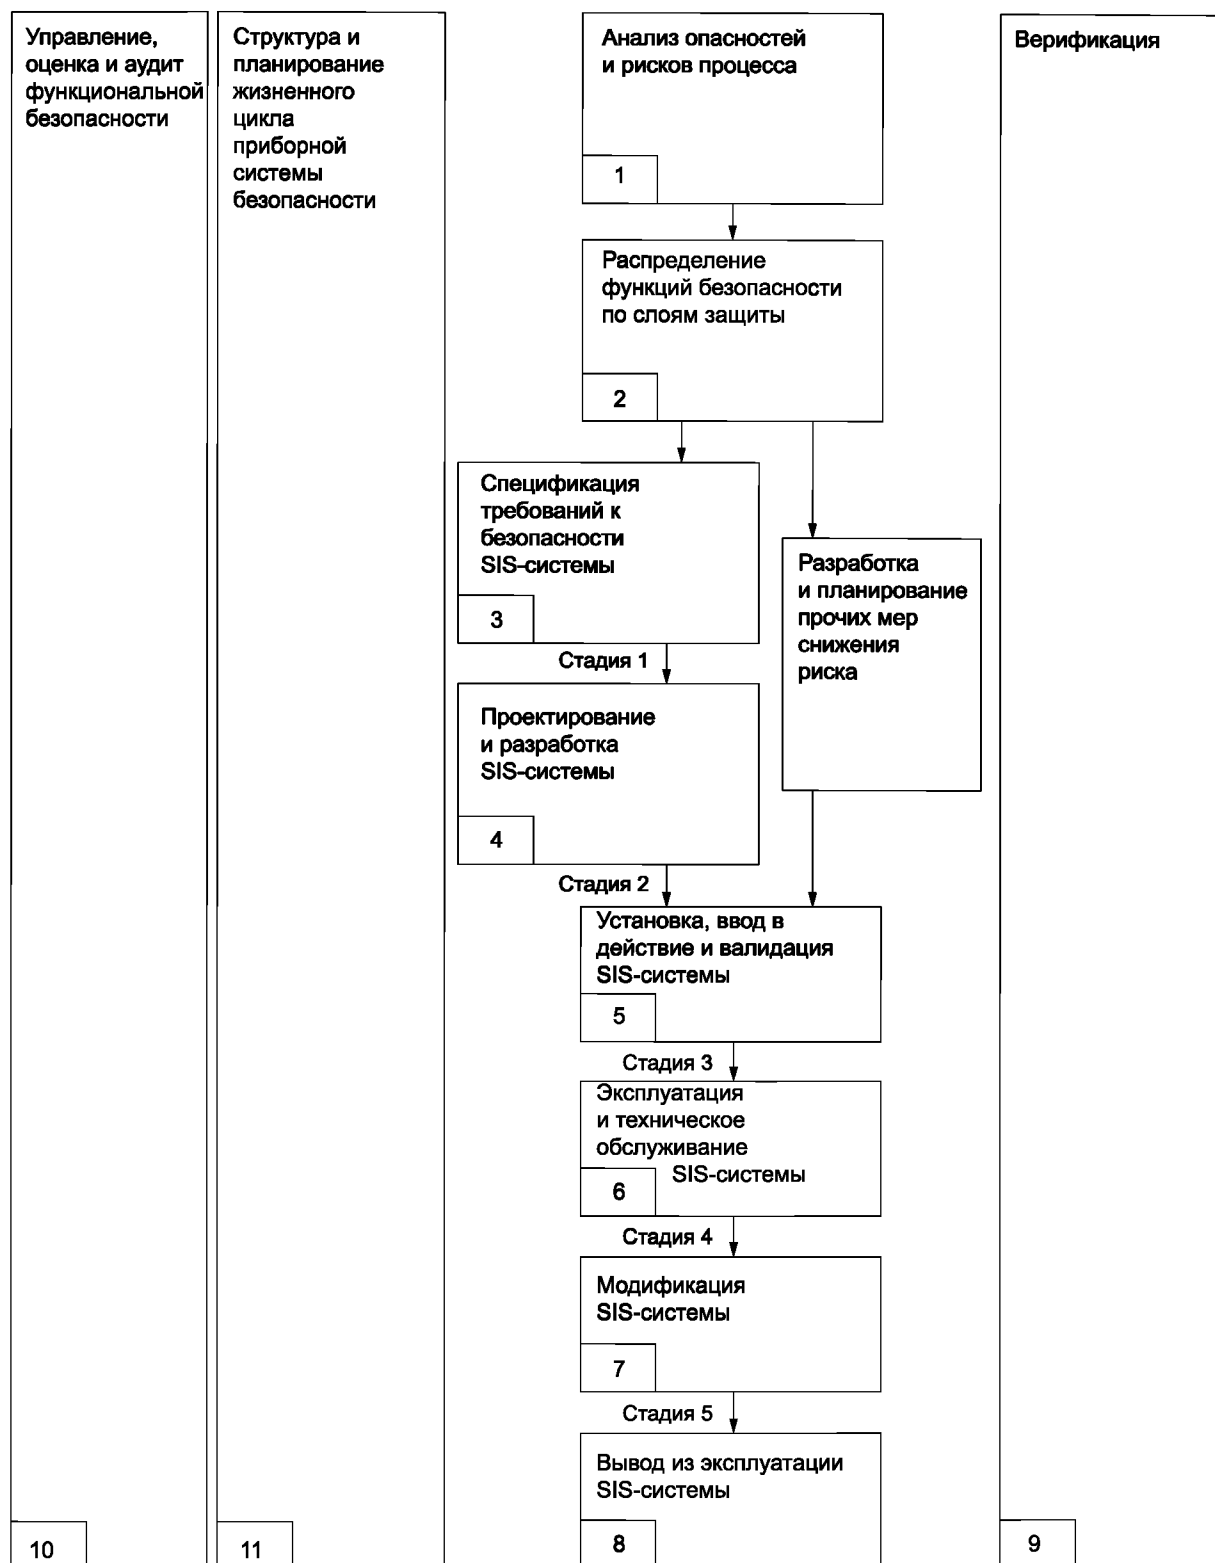 Управление,
оценка и аудит
функциональной
безопасности
10
Структура и
планирование
жизненного
цикла
приборной
системы
безопасности
11
Анализ опасностей
и рисков процесса
1
Распределение
функций безопасности
по слоям защиты
2
Спецификация
требований к
безопасности
SIS-системы
3
Стадия 1
Проектирование
и разработка
SIS-системы
4
Стадия 2
Разработка
и планирование
прочих мер
снижения
риска
Установка, ввод в
действие и валидация
SIS-системы
5
Стадия 3
Эксплуатация
и техническое
обслуживание
SIS-системы
6
Стадия 4
Модификация
SIS-системы
7
Стадия 5
Вывод из эксплуатации
SIS-системы
8
Верификация
9